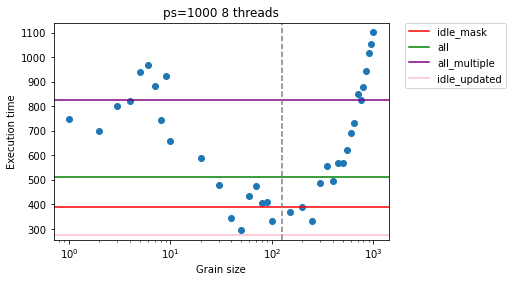 ps=1000 8 threads
1100
1000
900
800
700
600
500
400
300
Execution time
10^0
10^1
10^2
10^3
Grain size
idle_mask
all
all_multiple
idle_updated